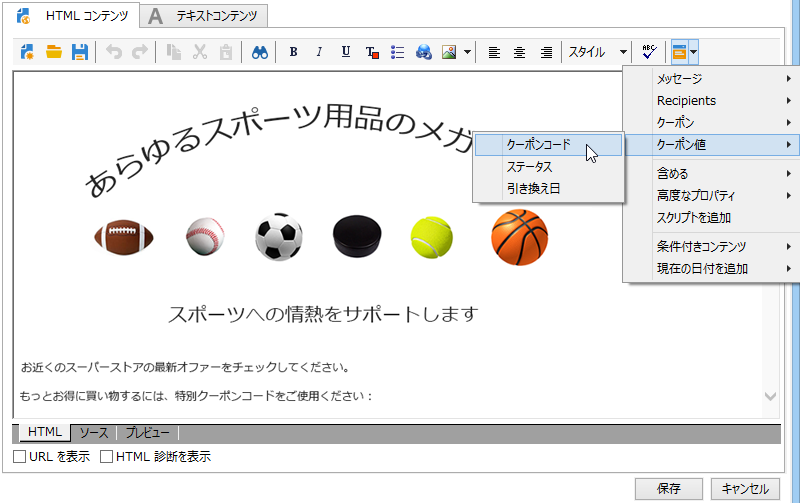 HTML コンテンツ
テキストコンテンツ
B I U T スタイル ABC
メッセージ
Recipients
クーポン
クーポン値
含める
高度なプロパティ
スクリプトを追加
条件付きコンテンツ
現在の日付を追加
クーポンコード
ステータス
引き換え日
あらゆるスポーツ用品のメガ
スポーツへの情熱をサポートします
お近くのスーパーストアの最新オファーをチェックしてください。
もっとお得に買い物するには、特別クーポンコードをご使用ください：
HTML ソース プレビュー
URL を表示 HTML 診断を表示
保存 キャンセル